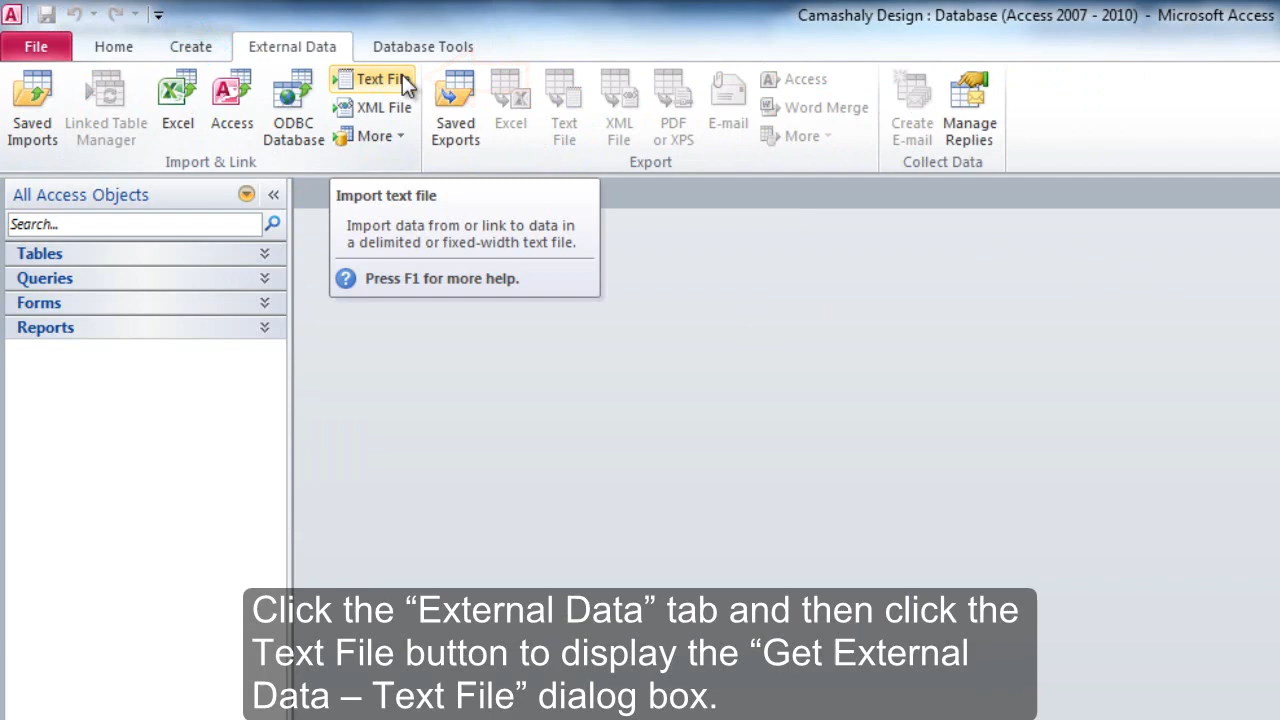 Camashaly Design : Database (Access 2007 - 2010) - Microsoft Access
File Home Create External Data Database Tools
Saved Imports
Linked Table Manager
Excel
Access
ODBC Database
Text File
XML File
More
Import & Link
Saved Exports
Excel
Text File
XML File
PDF or XPS
E-mail
Access
Word Merge
More
Export
Create E-mail
Manage Replies
Collect Data
All Access Objects
Search...
Tables
Queries
Forms
Reports
Import text file
Import data from or link to data in
a delimited or fixed-width text file.
Press F1 for more help.
Click the “External Data” tab and then click the
Text File button to display the “Get External
Data – Text File” dialog box.